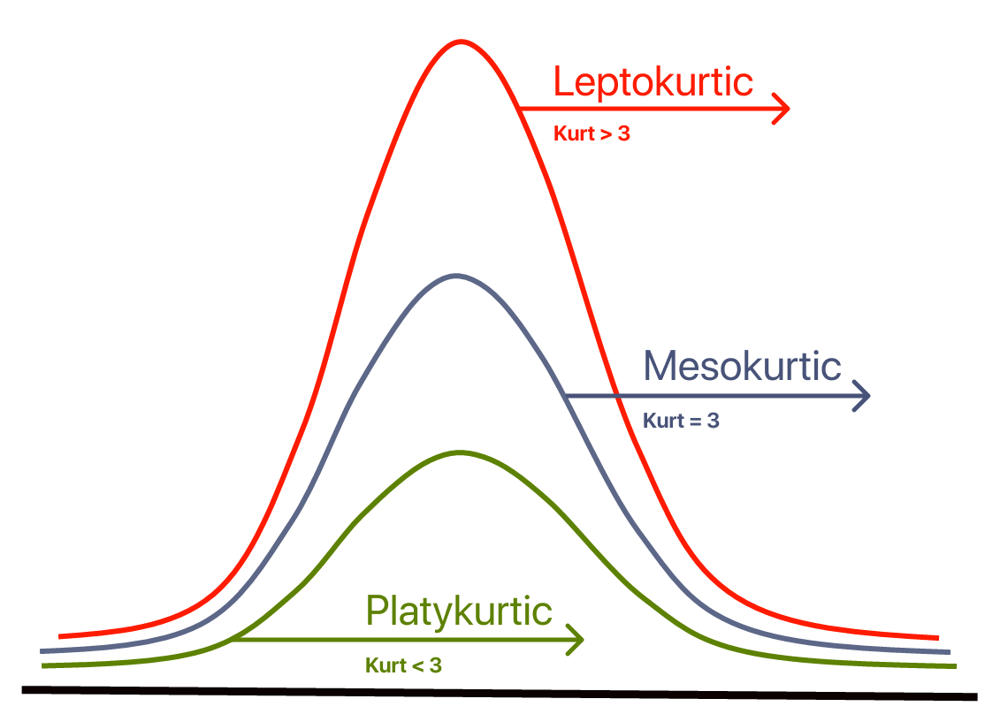 Leptokurtic
Kurt > 3
Mesokurtic
Kurt = 3
Platykurtic
Kurt < 3